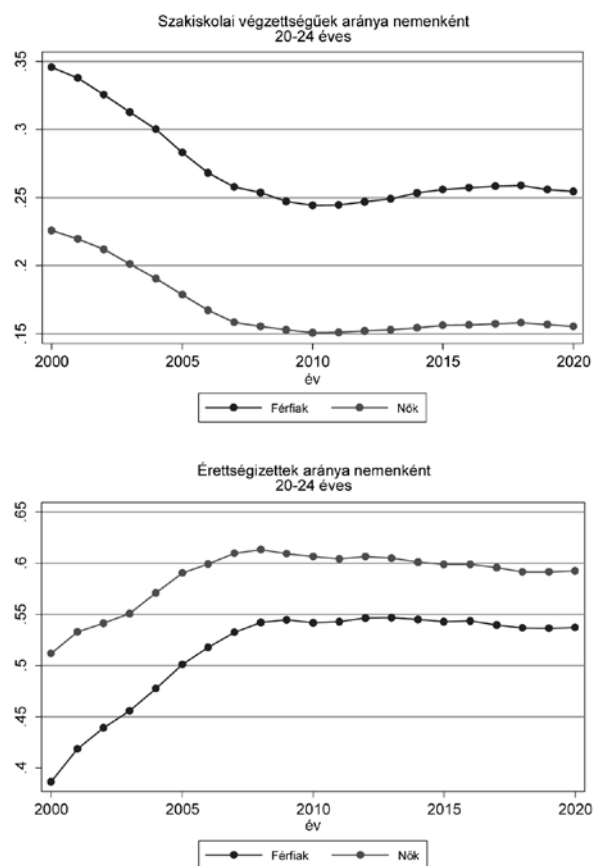 Szakiskolai végzettségűek aránya nemenként
20-24 éves
.35
.3
.25
.2
.15
2000 2005 2010 2015 2020
év
Férfiak Nők
Érettségizettek aránya nemenként
20-24 éves
.65
.6
.55
.5
.45
.4
2000 2005 2010 2015 2020
év
Férfiak Nők